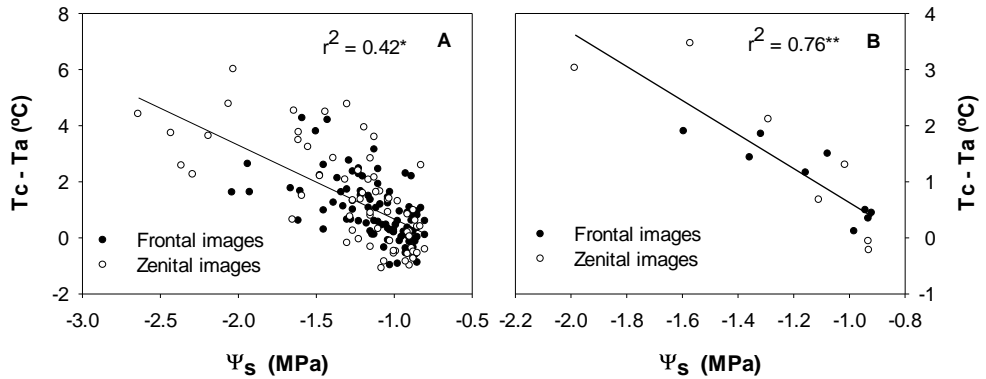 A
r² = 0.42*
Tc - Ta (ºC)
8
6
4
2
0
-2
Frontal images
Zenital images
-3.0 -2.5 -2.0 -1.5 -1.0 -0.5
Ψs (MPa)
B
r² = 0.76**
4
3
2
1
0
-1
Tc - Ta (ºC)
Frontal images
Zenital images
-2.2 -2.0 -1.8 -1.6 -1.4 -1.2 -1.0 -0.8
Ψs (MPa)